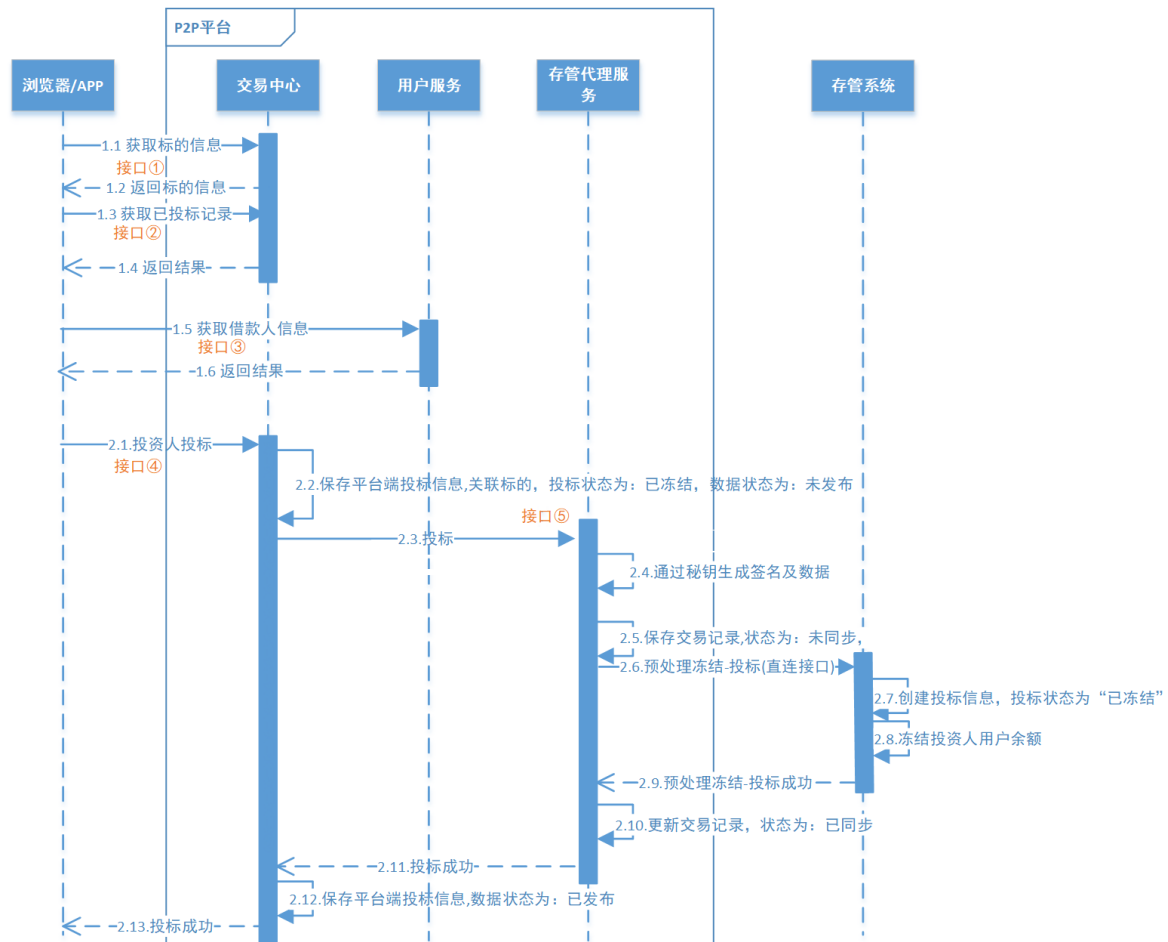 P2P平台
浏览器/APP
交易中心
用户服务
存管代理服
务
存管系统
1.1 获取标的信息
接口①
1.2 返回标的信息
1.3 获取已投标记录
接口②
1.4 返回结果
1.5 获取借款人信息
接口③
1.6 返回结果
2.1.投资人投标
接口④
2.2.保存平台端投标信息,关联标的，投标状态为：已冻结，数据状态为：未发布
接口⑤
2.3.投标
2.4.通过秘钥生成签名及数据
2.5.保存交易记录,状态为：未同步，
2.6.预处理冻结-投标(直连接口)
2.7.创建投标信息，投标状态为“已冻结”
2.8.冻结投资人用户余额
2.9.预处理冻结-投标成功
2.10.更新交易记录，状态为：已同步
2.11.投标成功
2.12.保存平台端投标信息,数据状态为：已发布
2.13.投标成功